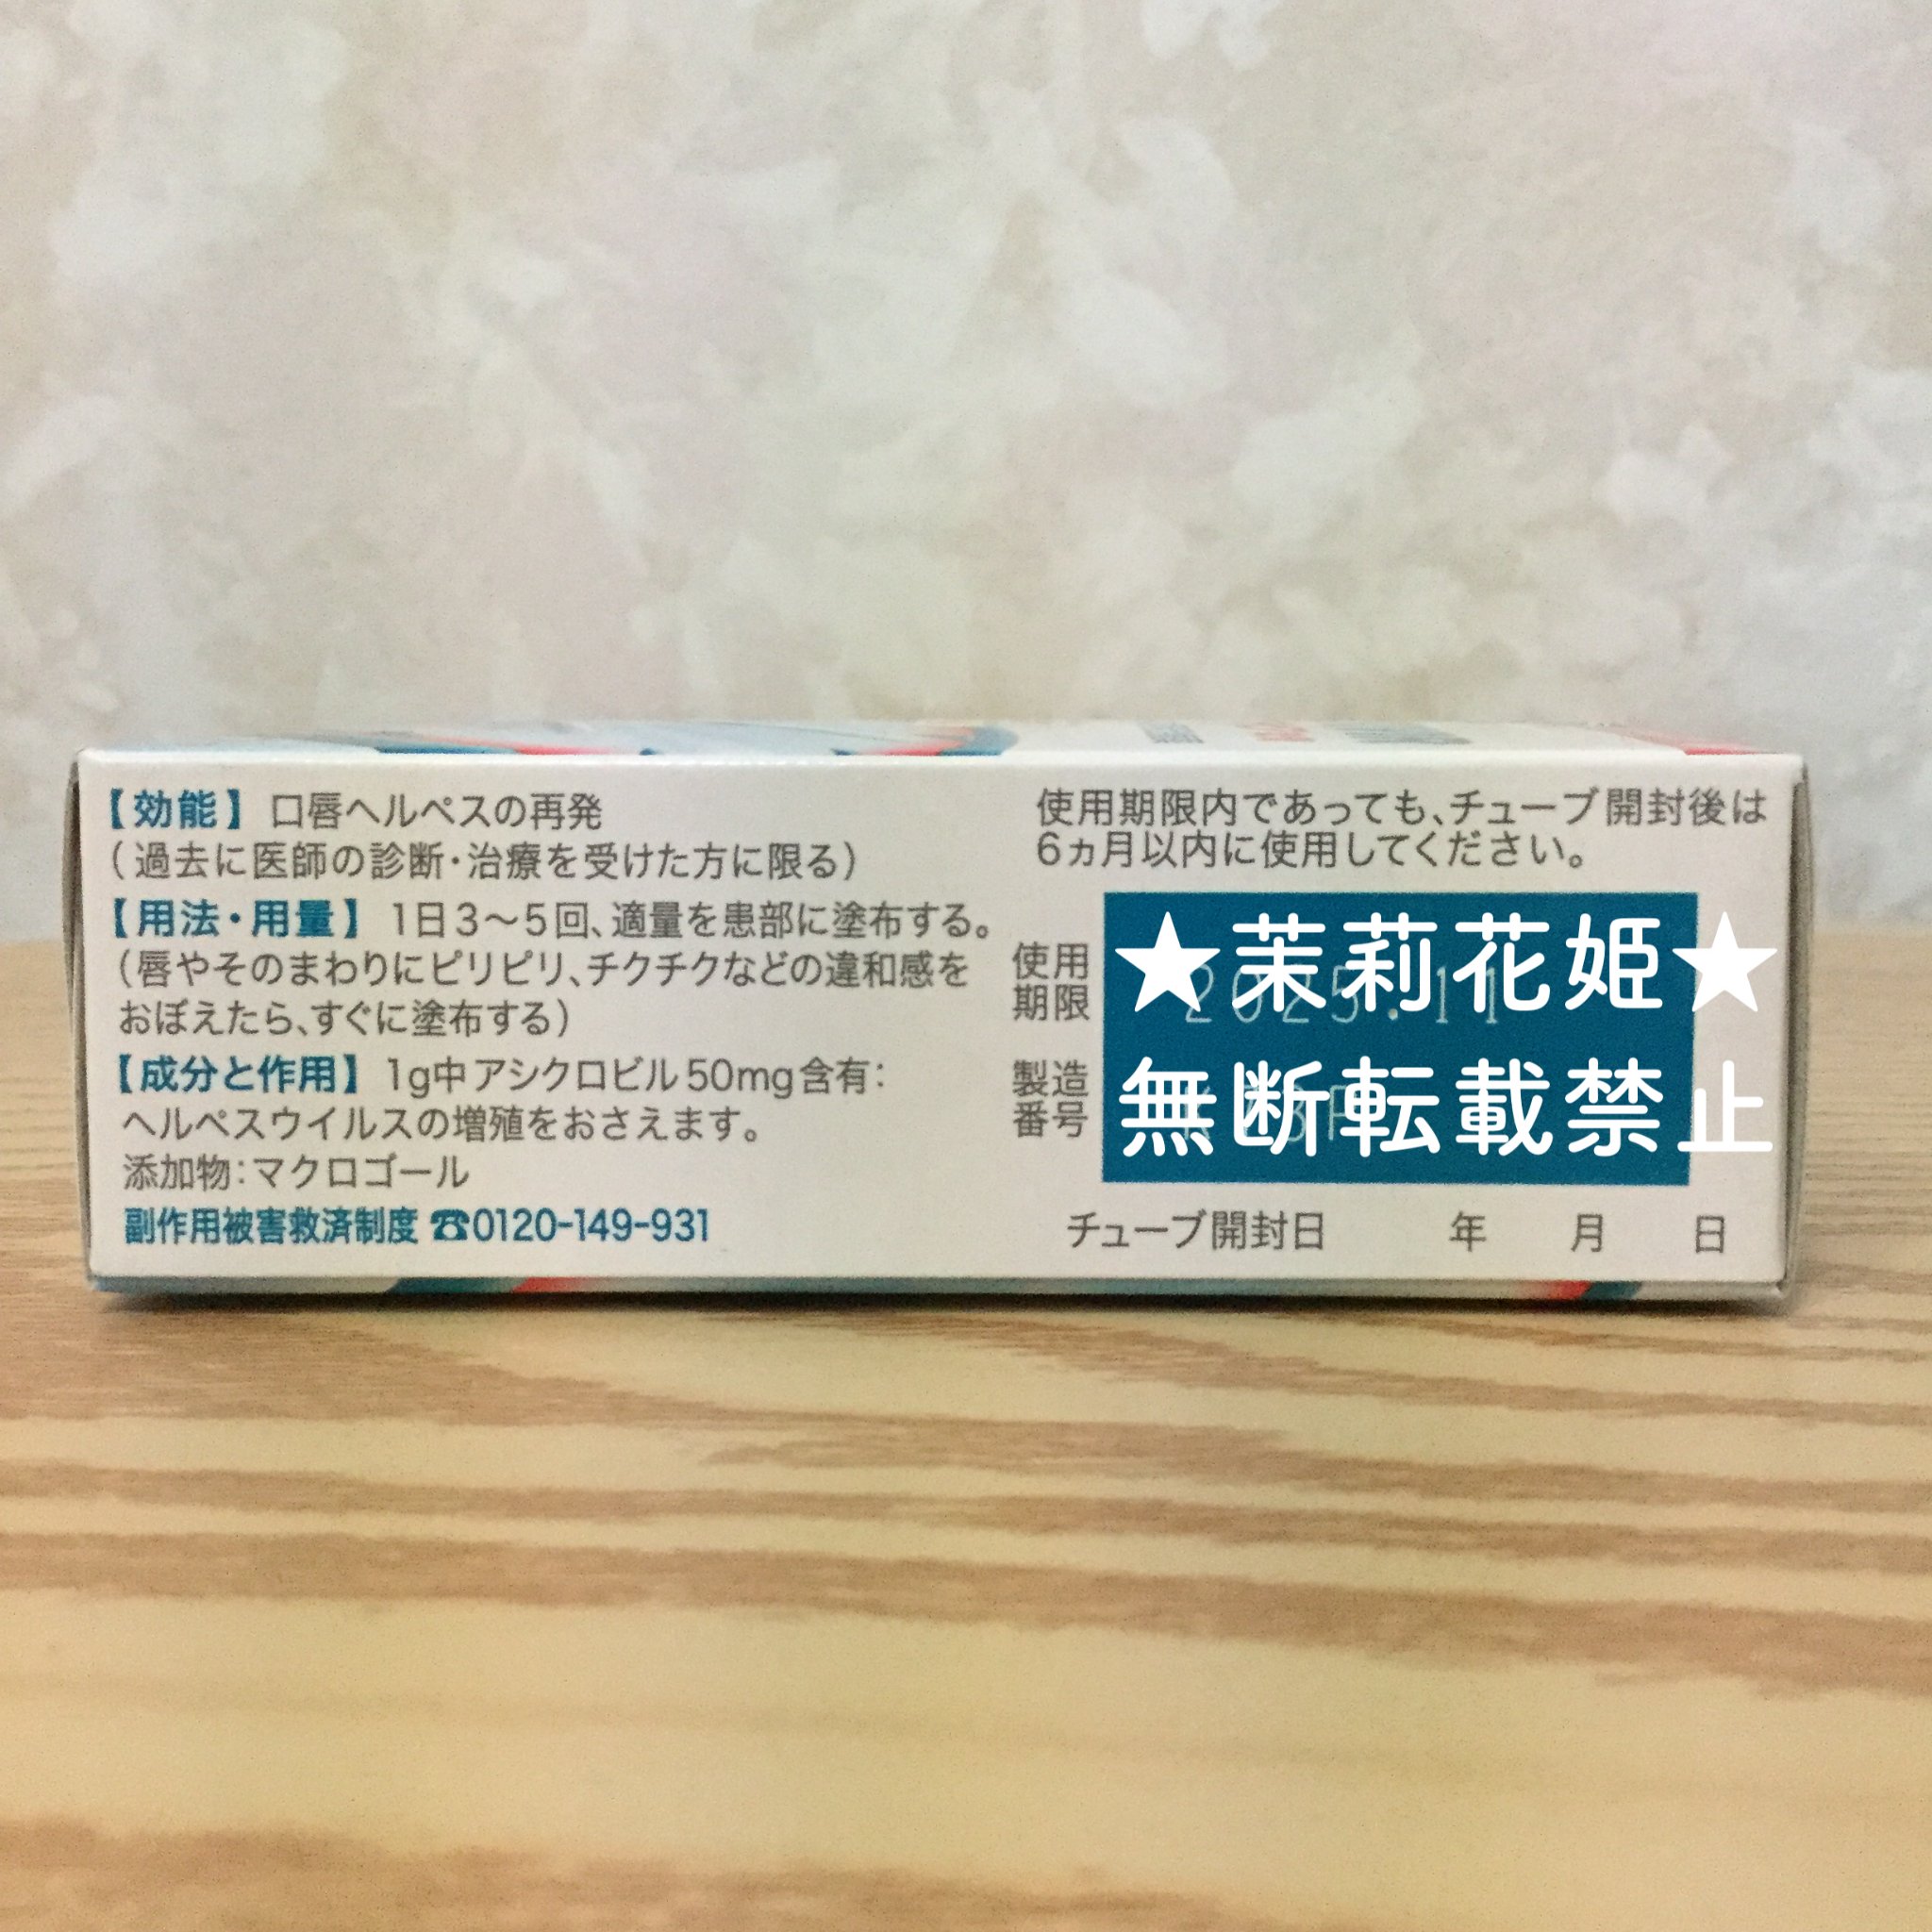 【効能】 口唇ヘルペスの再発
(過去に医師の診断・治療を受けた方に限る)
【用法・用量】 1日3〜5回、適量を患部に塗布する。
(唇やそのまわりにピリピリ、チクチクなどの違和感を
おぼえたら、すぐに塗布する)
【成分と作用】 1g中アシクロビル50mg含有:
ヘルペスウイルスの増殖をおさえます。
添加物:マクロゴール
副作用被害救済制度 ☎0120-149-931
使用期限内であっても、チューブ開封後は
6ヵ月以内に使用してください。
使用
期限
2025.11
★茉莉花姫★
製造
番号
無断転載禁止
チューブ開封日 年 月 日